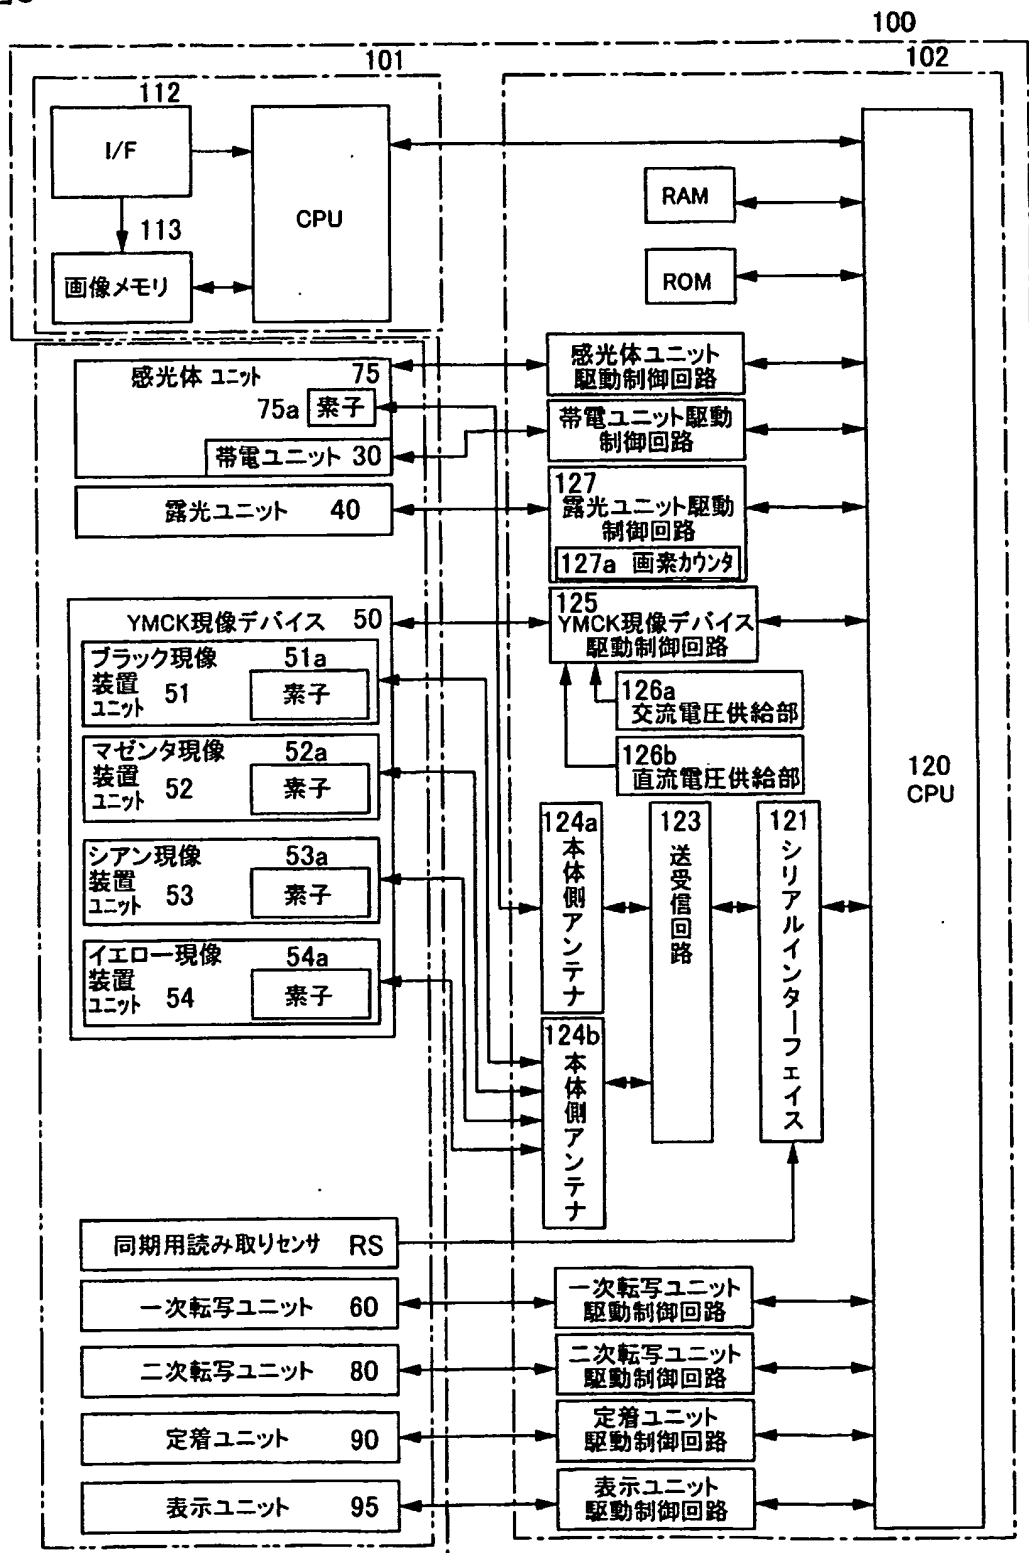 100
101
102
112
I/F
CPU
113
画像メモリ
RAM
ROM
感光体 ユニット 75
75a 素子
帯電ユニット 30
露光ユニット 40
感光体ユニット
駆動制御回路
帯電ユニット駆動
制御回路
127
露光ユニット駆動
制御回路
127a 画素カウンタ
YMCK現像デバイス 50
ブラック現像
装置
ユニット 51
51a
素子
マゼンタ現像
装置
ユニット 52
52a
素子
シアン現像
装置
ユニット 53
53a
素子
イエロー現像
装置
ユニット 54
54a
素子
125
YMCK現像デバイス
駆動制御回路
126a
交流電圧供給部
126b
直流電圧供給部
120
CPU
124a
本体側アンテナ
123
送受信回路
121
シリアルインターフェイス
124b
本体側アンテナ
同期用読み取りセンサ RS
一次転写ユニット 60
一次転写ユニット
駆動制御回路
二次転写ユニット 80
二次転写ユニット
駆動制御回路
定着ユニット 90
定着ユニット
駆動制御回路
表示ユニット 95
表示ユニット
駆動制御回路